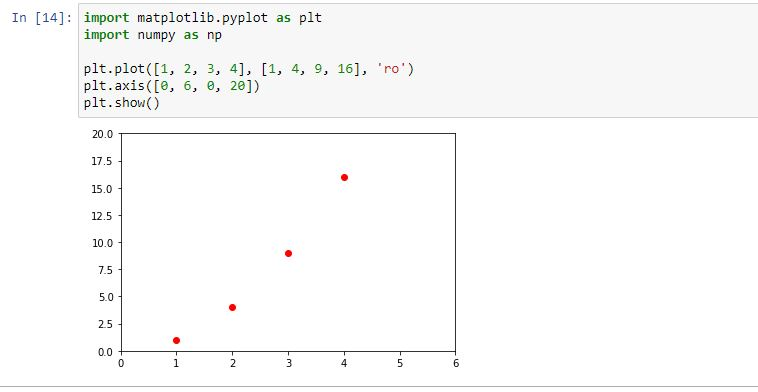 In [14]: import matplotlib.pyplot as plt
import numpy as np
plt.plot([1, 2, 3, 4], [1, 4, 9, 16], 'ro')
plt.axis([0, 6, 0, 20])
plt.show()
20.0
17.5
15.0
12.5
10.0
7.5
5.0
2.5
0.0
0 1 2 3 4 5 6